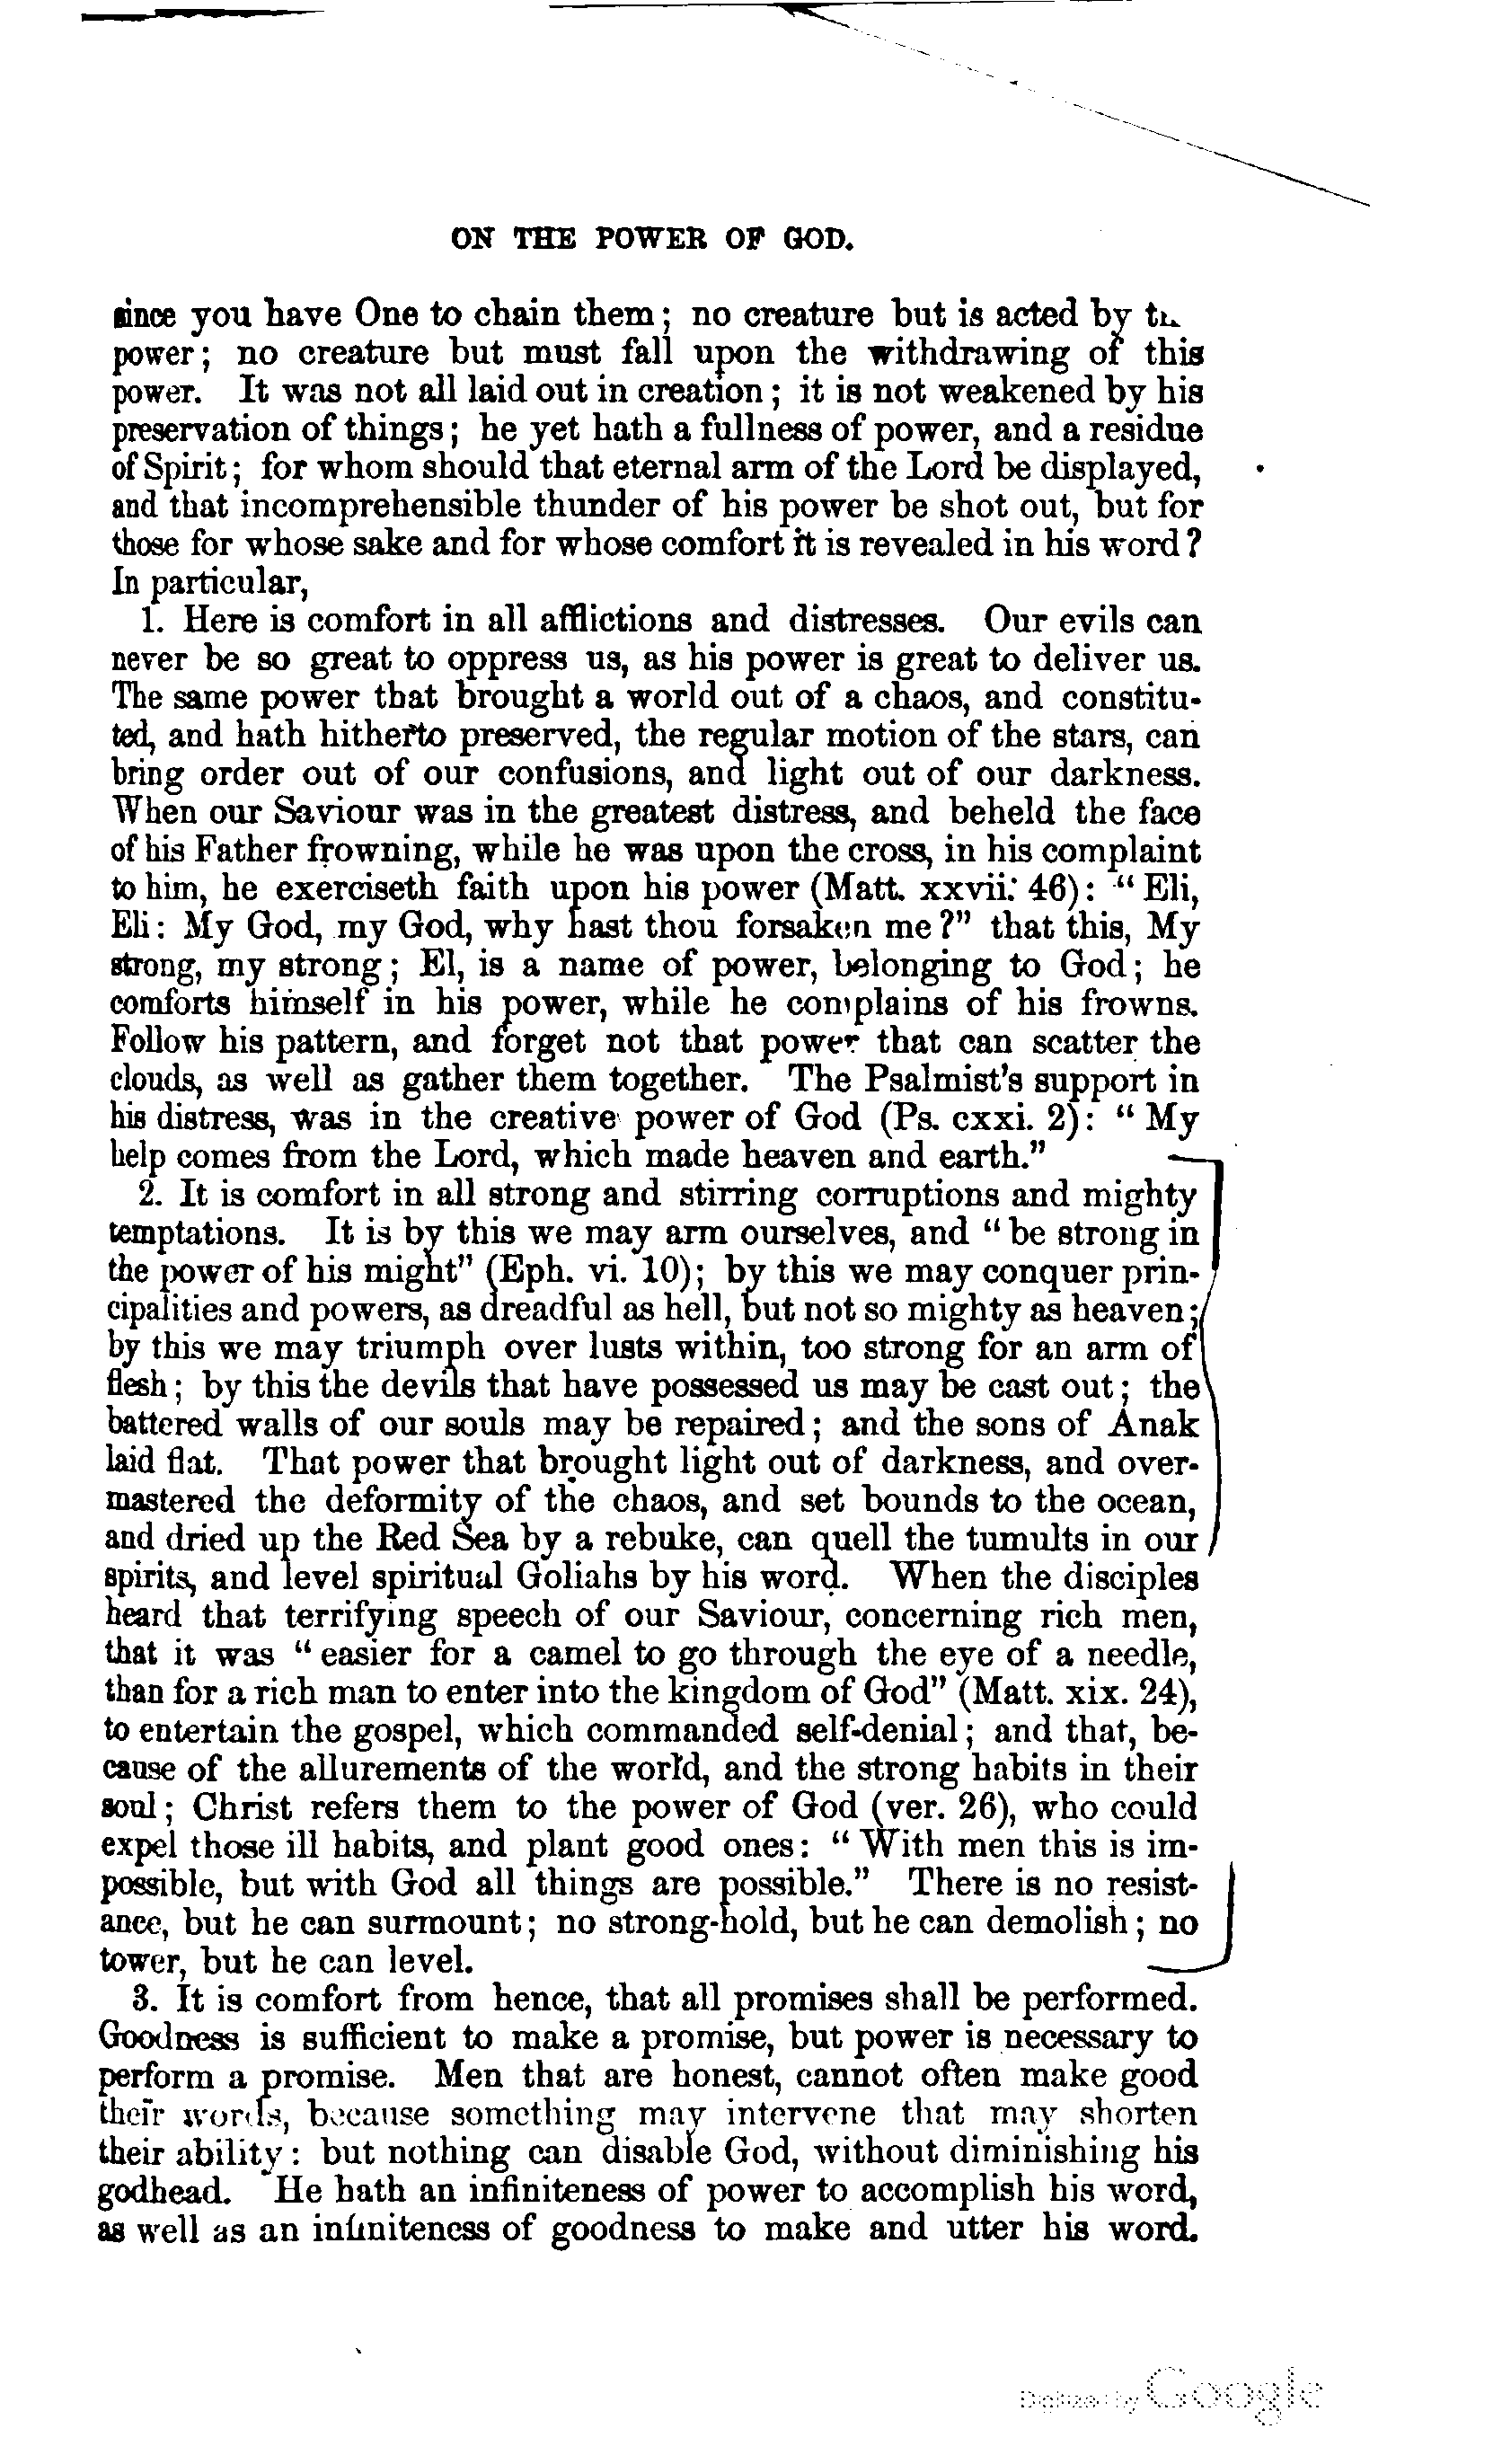 ON THE POWER OF GOD.
since you have One to chain them; no creature but is acted by
power; no creature but must fall upon the withdrawing of this
power. It was not all laid out in creation; it is not weakened by his
preservation of things; he yet hath a fullness of power, and a residue
of Spirit; for whom should that eternal arm of the Lord be displayed,
and that incomprehensible thunder of his power be shot out, but for
those for whose sake and for whose comfort it is revealed in his word?
In particular,
1. Here is comfort in all afflictions and distresses. Our evils can
never be so great to oppress us, as his power is great to deliver us.
The same power that brought a world out of a chaos, and constitu-
ted, and hath hitherto preserved, the regular motion of the stars, can
bring order out of our confusions, and light out of our darkness.
When our Saviour was in the greatest distress, and beheld the face
of his Father frowning, while he was upon the cross, in his complaint
to him, he exerciseth faith upon his power (Matt. xxvii. 46): "Eli,
Eli: My God, my God, why hast thou forsaken me?" that this, My
strong, my strong; El, is a name of power, belonging to God; he
comforts himself in his power, while he complains of his frowns.
Follow his pattern, and forget not that power that can scatter the
clouds, as well as gather them together. The Psalmist's support in
his distress, was in the creative power of God (Ps. cxxi. 2): "My
help comes from the Lord, which made heaven and earth."
2. It is comfort in all strong and stirring corruptions and mighty
temptations. It is by this we may arm ourselves, and "be strong in
the power of his might" (Eph. vi. 10); by this we may conquer prin-
cipalities and powers, as dreadful as hell, but not so mighty as heaven;
by this we may triumph over lusts within, too strong for an arm of
flesh; by this the devils that have possessed us may be cast out; the
battered walls of our souls may be repaired; and the sons of Anak
laid flat. That power that brought light out of darkness, and over-
mastered the deformity of the chaos, and set bounds to the ocean,
and dried up the Red Sea by a rebuke, can quell the tumults in our
spirits, and level spiritual Goliahs by his word. When the disciples
heard that terrifying speech of our Saviour, concerning rich men,
that it was "easier for a camel to go through the eye of a needle,
than for a rich man to enter into the kingdom of God" (Matt. xix. 24),
to entertain the gospel, which commanded self-denial; and that, be-
cause of the allurements of the world, and the strong habits in their
soul; Christ refers them to the power of God (ver. 26), who could
expel those ill habits, and plant good ones: "With men this is im-
possible, but with God all things are possible." There is no resist-
ance, but he can surmount; no strong-hold, but he can demolish; no
tower, but he can level.
3. It is comfort from hence, that all promises shall be performed.
Goodness is sufficient to make a promise, but power is necessary to
perform a promise. Men that are honest, cannot often make good
their words, because something may intervene that may shorten
their ability: but nothing can disable God, without diminishing his
godhead. He hath an infiniteness of power to accomplish his word,
as well as an infiniteness of goodness to make and utter his word.
Digitized by Google